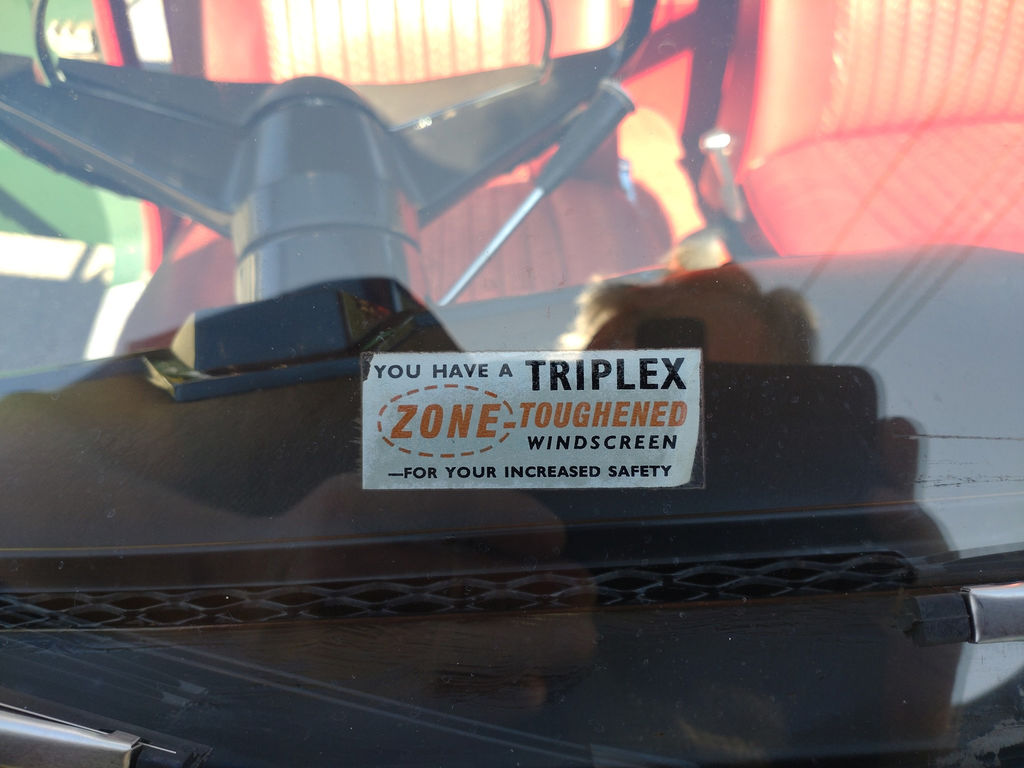 YOU HAVE A TRIPLEX
ZONE-TOUGHENED
WINDSCREEN
—FOR YOUR INCREASED SAFETY